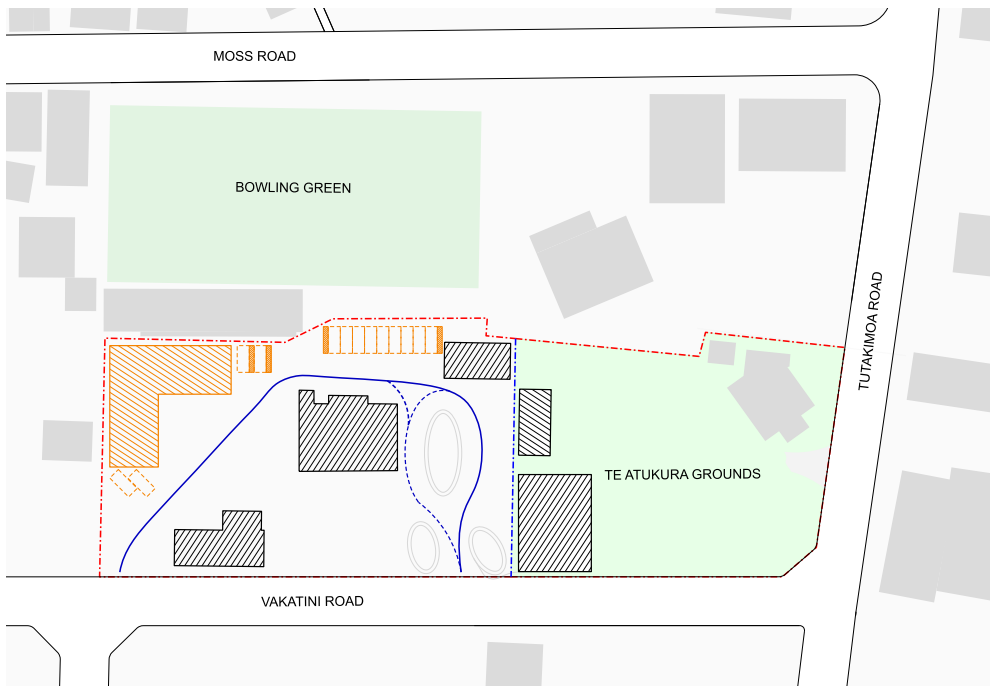 MOSS ROAD
BOWLING GREEN
TUTAKIMOA ROAD
TE ATUKURA GROUNDS
VAKATINI ROAD